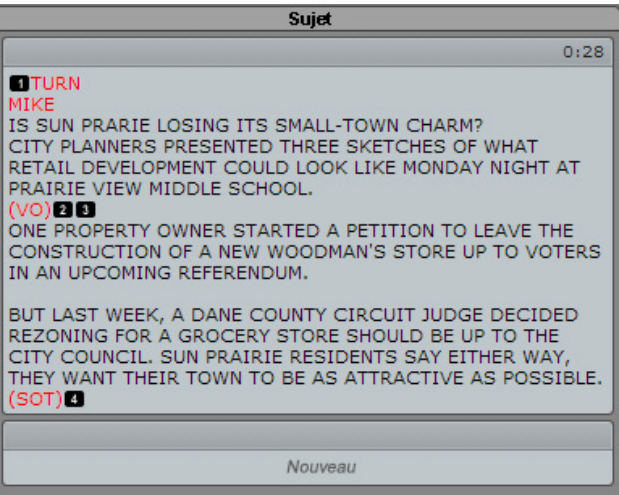 Sujet
0:28
1 TURN
MIKE
IS SUN PRARIE LOSING ITS SMALL-TOWN CHARM?
CITY PLANNERS PRESENTED THREE SKETCHES OF WHAT
RETAIL DEVELOPMENT COULD LOOK LIKE MONDAY NIGHT AT
PRAIRIE VIEW MIDDLE SCHOOL.
(VO) 2 3
ONE PROPERTY OWNER STARTED A PETITION TO LEAVE THE
CONSTRUCTION OF A NEW WOODMAN'S STORE UP TO VOTERS
IN AN UPCOMING REFERENDUM.
BUT LAST WEEK, A DANE COUNTY CIRCUIT JUDGE DECIDED
REZONING FOR A GROCERY STORE SHOULD BE UP TO THE
CITY COUNCIL. SUN PRAIRIE RESIDENTS SAY EITHER WAY,
THEY WANT THEIR TOWN TO BE AS ATTRACTIVE AS POSSIBLE.
(SOT) 4
Nouveau